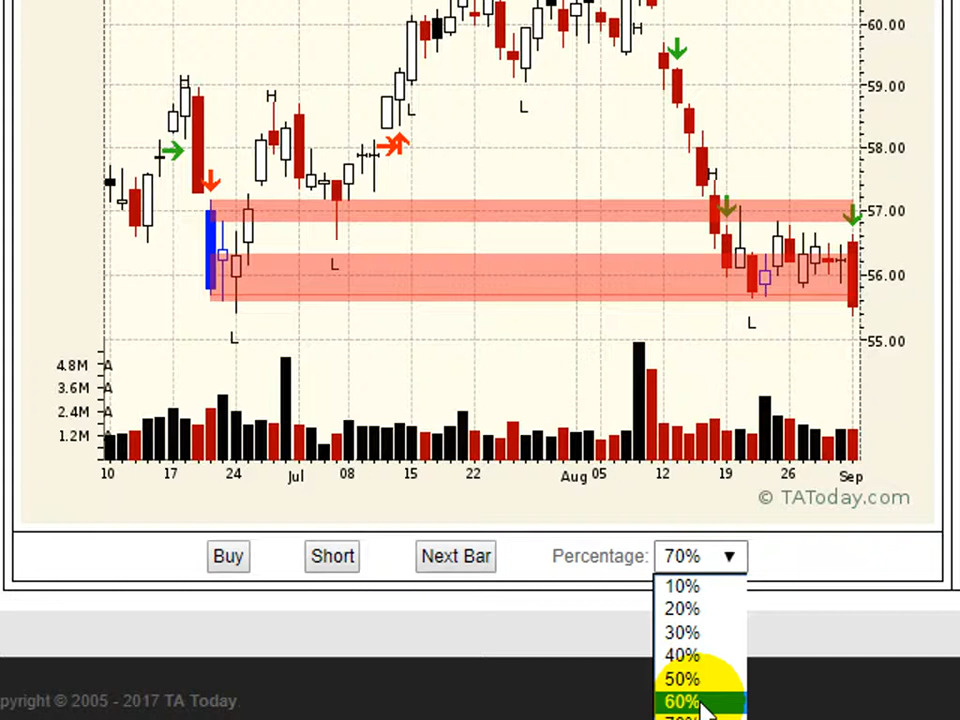 60.00
H
H
59.00
H
L
L
58.00
H
57.00
L
56.00
L
L
55.00
4.8M A
3.6M A
2.4M A
1.2M A
10 17 24 Jul 08 15 22 Aug 05 12 19 26 Sep
© TAToday.com
Buy Short Next Bar Percentage: 70% ▼
10%
20%
30%
40%
50%
60%
pyright © 2005 - 2017 TA Today